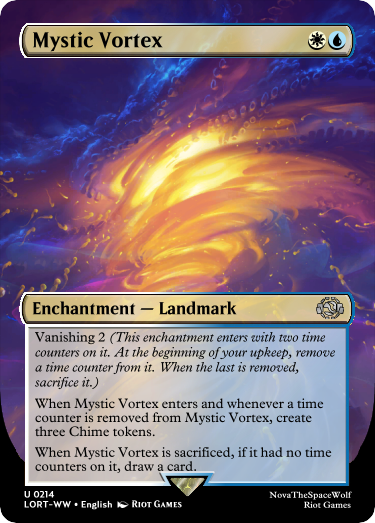 Mystic Vortex
Enchantment — Landmark
Vanishing 2 (This enchantment enters with two time
counters on it. At the beginning of your upkeep, remove
a time counter from it. When the last is removed,
sacrifice it.)
When Mystic Vortex enters and whenever a time
counter is removed from Mystic Vortex, create
three Chime tokens.
When Mystic Vortex is sacrificed, if it had no time
counters on it, draw a card.
U 0214
LORT-WW • English Riot Games
NovaTheSpaceWolf
Riot Games